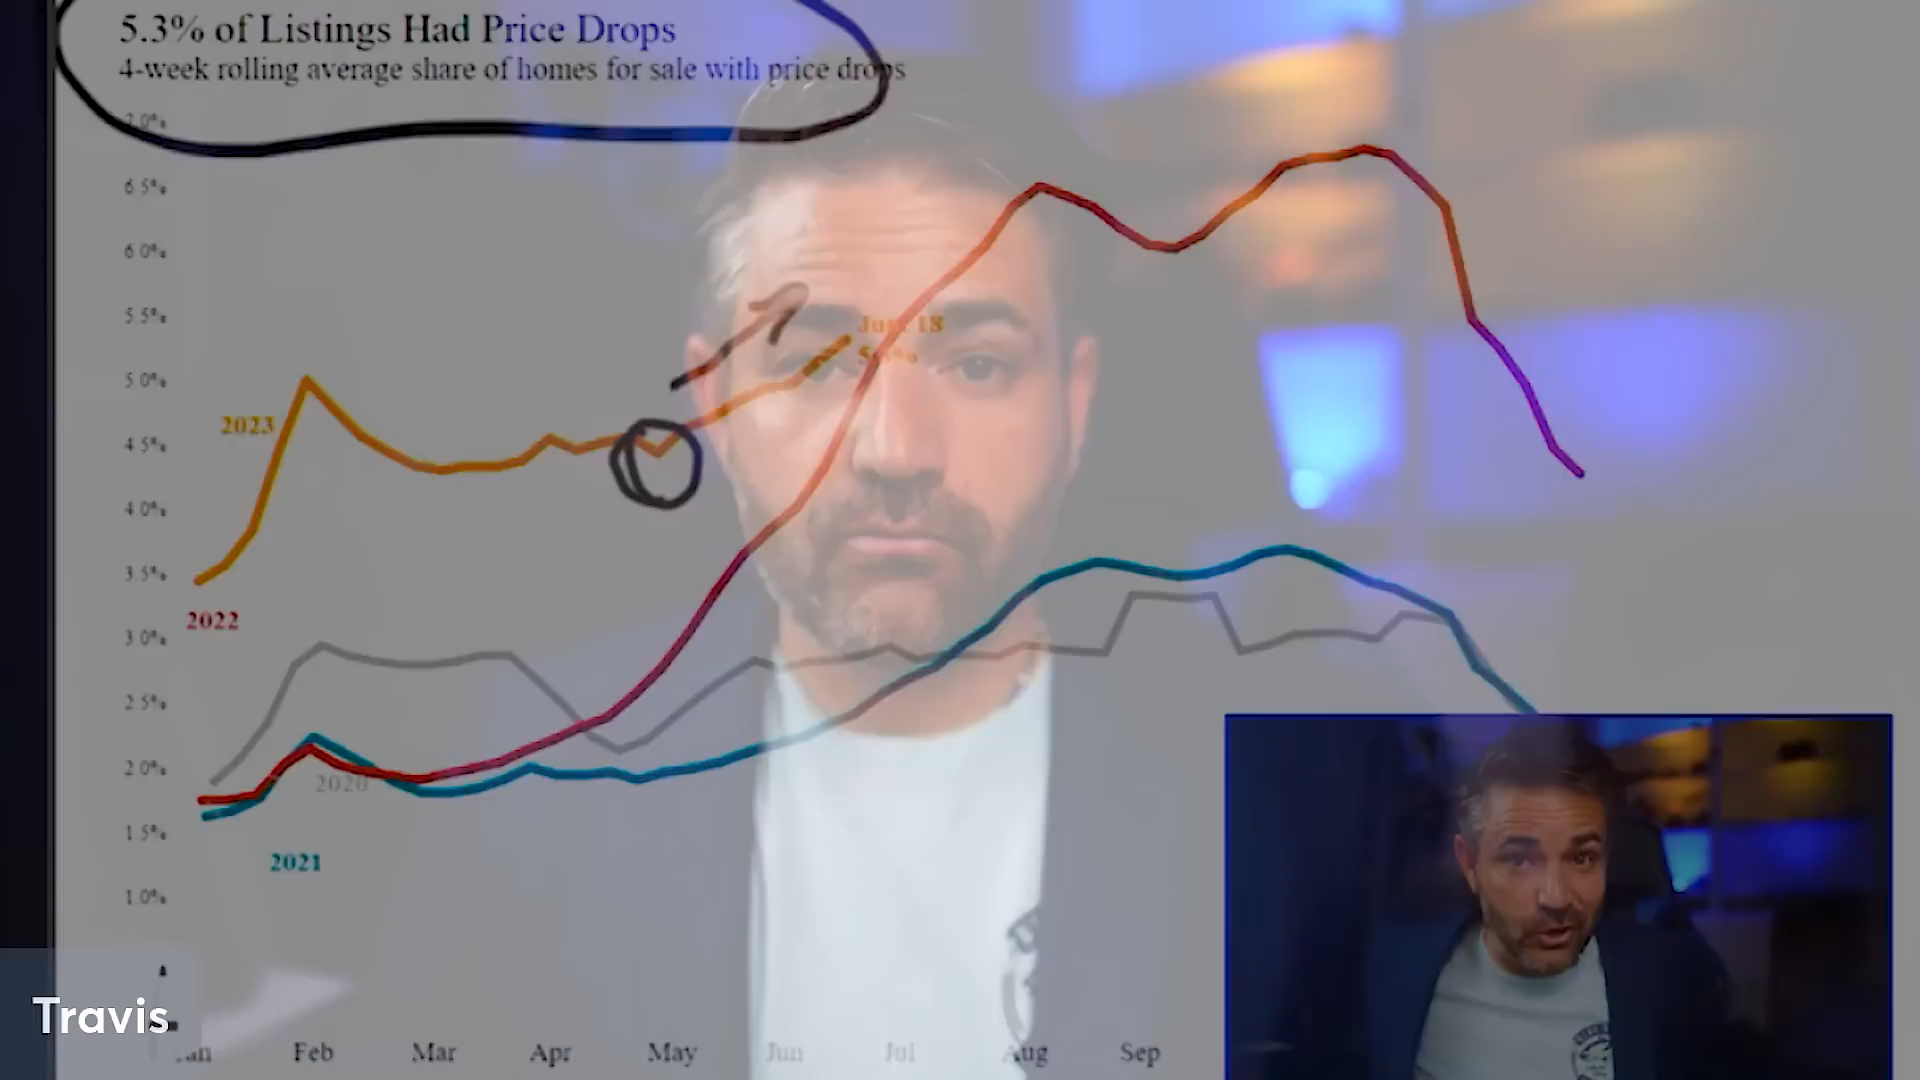 5.3% of Listings Had Price Drops
4-week rolling average share of homes for sale with price drops
7.0%
6.5%
6.0%
5.5%
5.0%
4.5%
4.0%
3.5%
3.0%
2.5%
2.0%
1.5%
1.0%
2023
2022
2020
2021
18
Travis
Feb
Mar
Apr
May
Jun
Jul
Aug
Sep